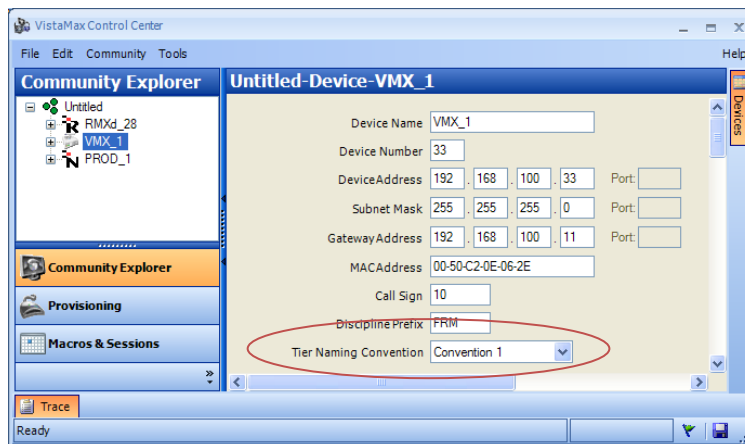 VistaMax Control Center
File Edit Community Tools Help
Community Explorer
Untitled
RMXd_28
VMX_1
PROD_1
Community Explorer
Provisioning
Macros & Sessions
Untitled-Device-VMX_1
Device Name VMX_1
Device Number 33
DeviceAddress 192 . 168 . 100 . 33 Port:
Subnet Mask 255 . 255 . 255 . 0 Port:
GatewayAddress 192 . 168 . 100 . 11 Port:
MACAddress 00-50-C2-0E-06-2E
Call Sign 10
Discipline Prefix FRM
Tier Naming Convention Convention 1
Devices
Trace
Ready